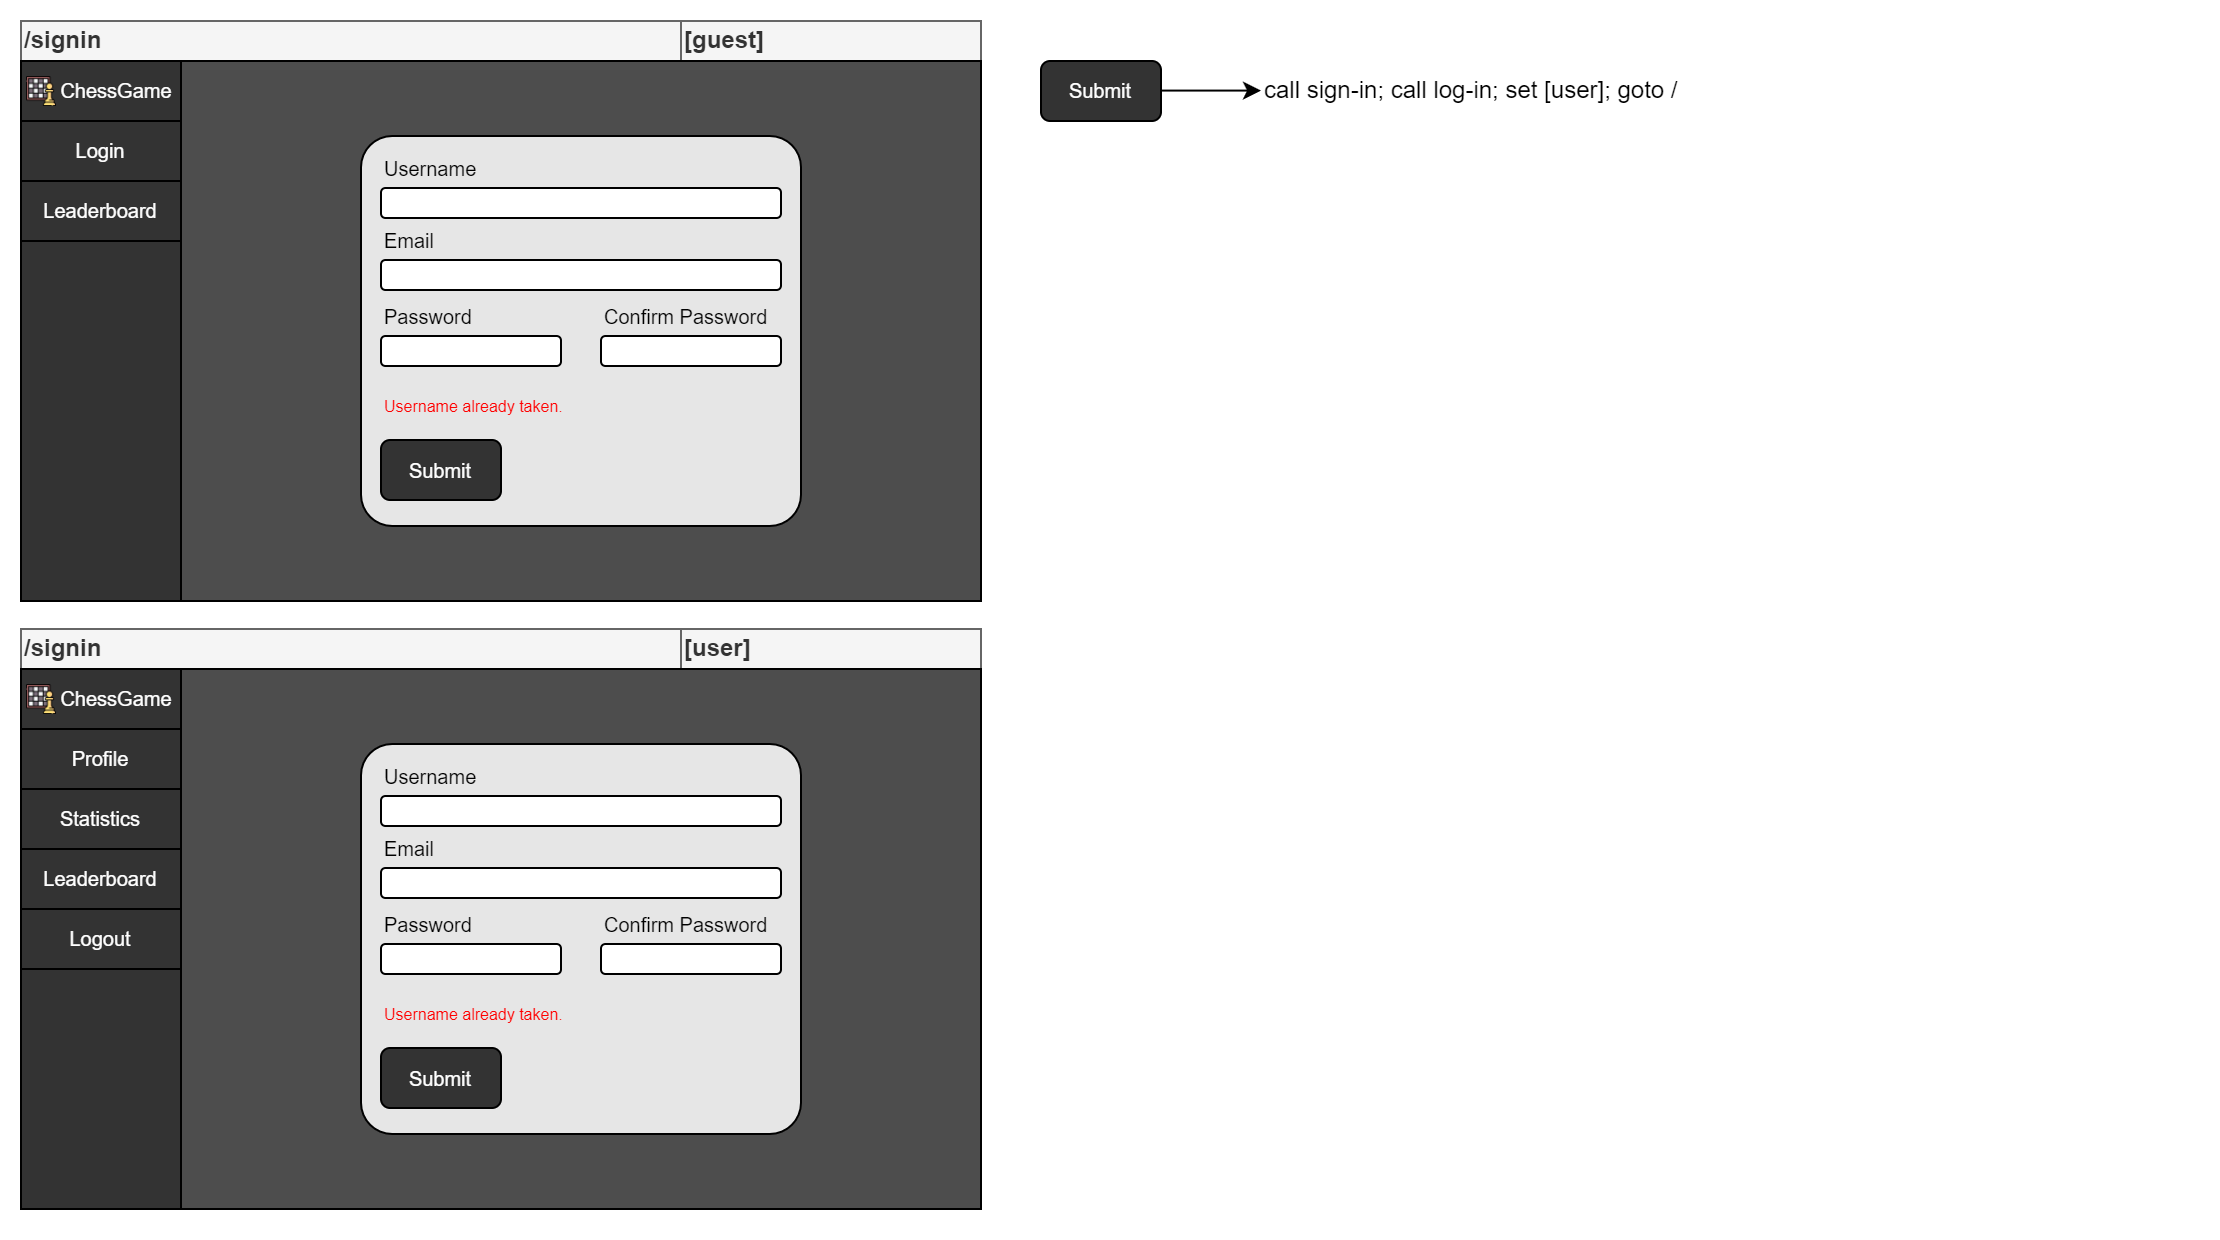 /signin
[guest]
ChessGame
Login
Leaderboard
Username
Email
Password
Confirm Password
Username already taken.
Submit
Submit
call sign-in; call log-in; set [user]; goto /
/signin
[user]
ChessGame
Profile
Statistics
Leaderboard
Logout
Username
Email
Password
Confirm Password
Username already taken.
Submit